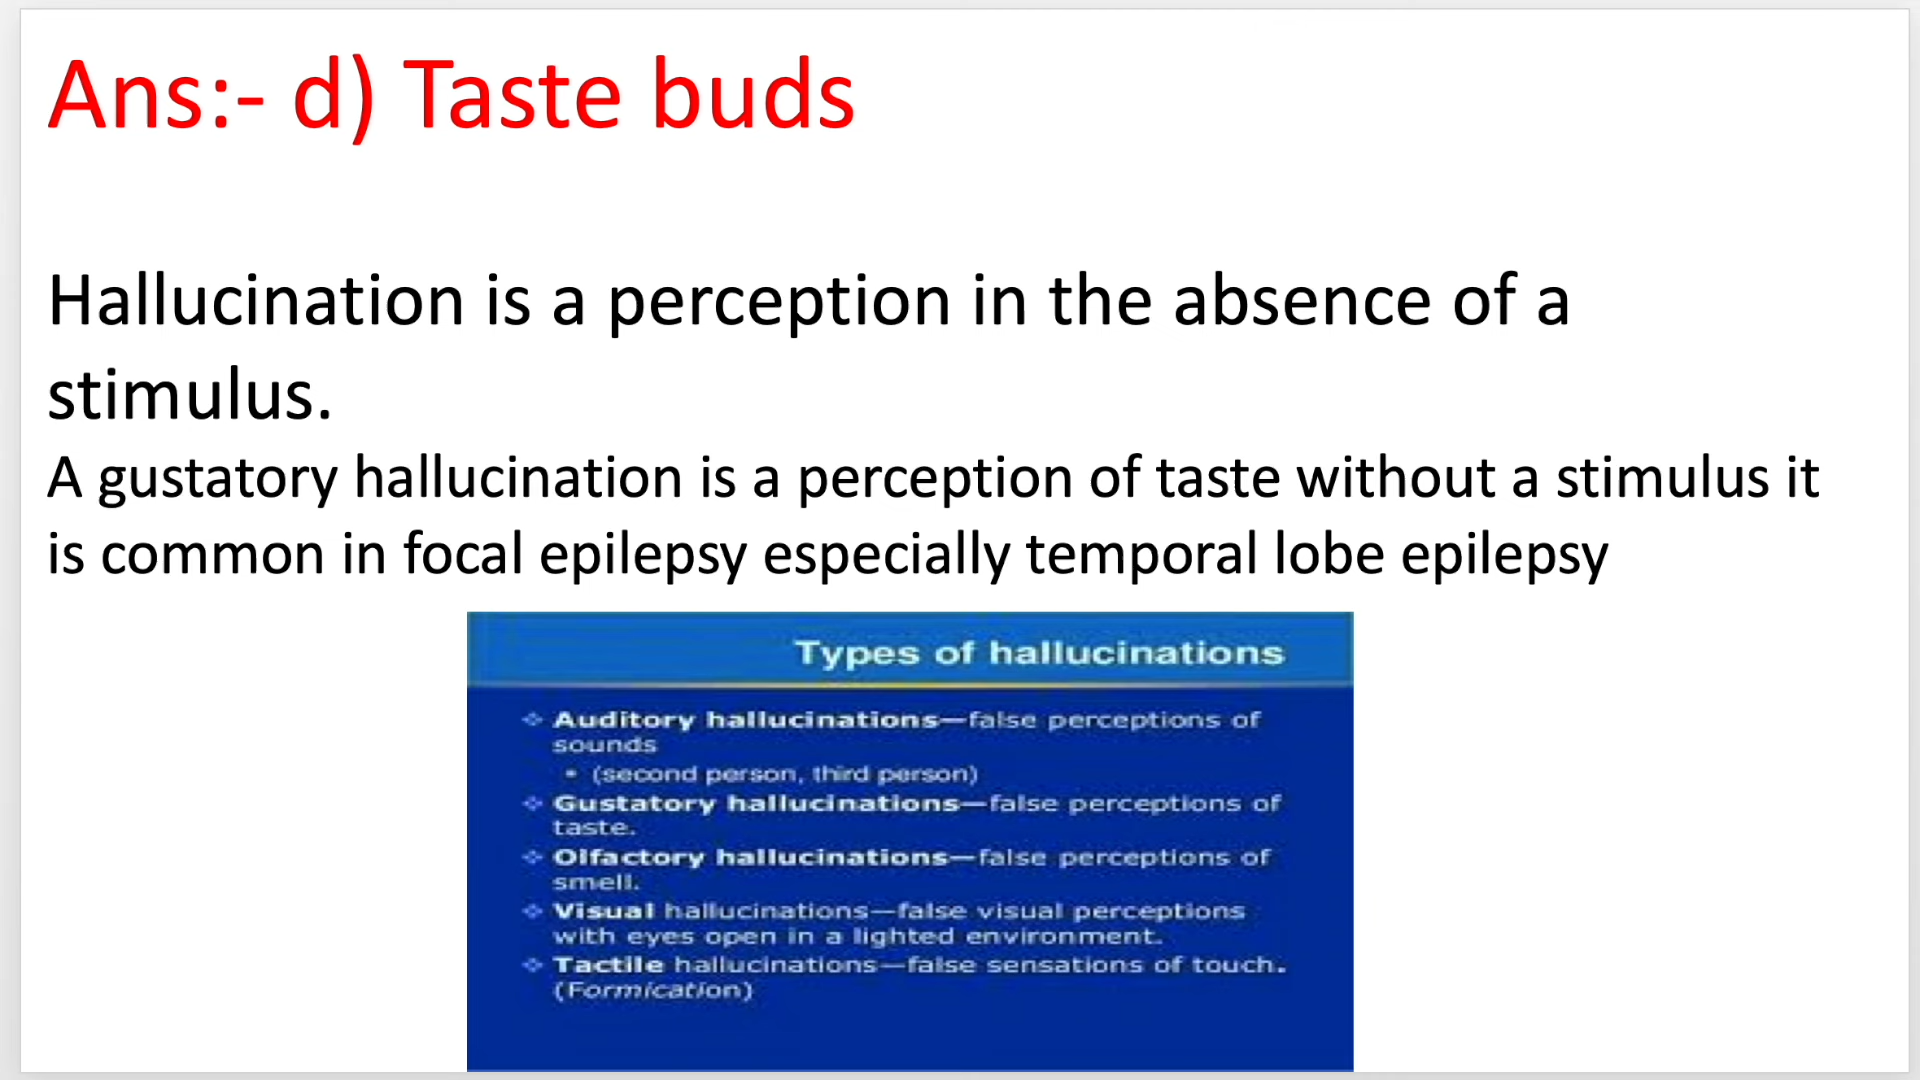 Ans:- d) Taste buds
Hallucination is a perception in the absence of a
stimulus.
A gustatory hallucination is a perception of taste without a stimulus it
is common in focal epilepsy especially temporal lobe epilepsy
Types of hallucinations
❖ Auditory hallucinations—false perceptions of
sounds
• (second person, third person)
❖ Gustatory hallucinations—false perceptions of
taste.
❖ Olfactory hallucinations—false perceptions of
smell.
❖ Visual hallucinations—false visual perceptions
with eyes open in a lighted environment.
❖ Tactile hallucinations—false sensations of touch.
(Formication)